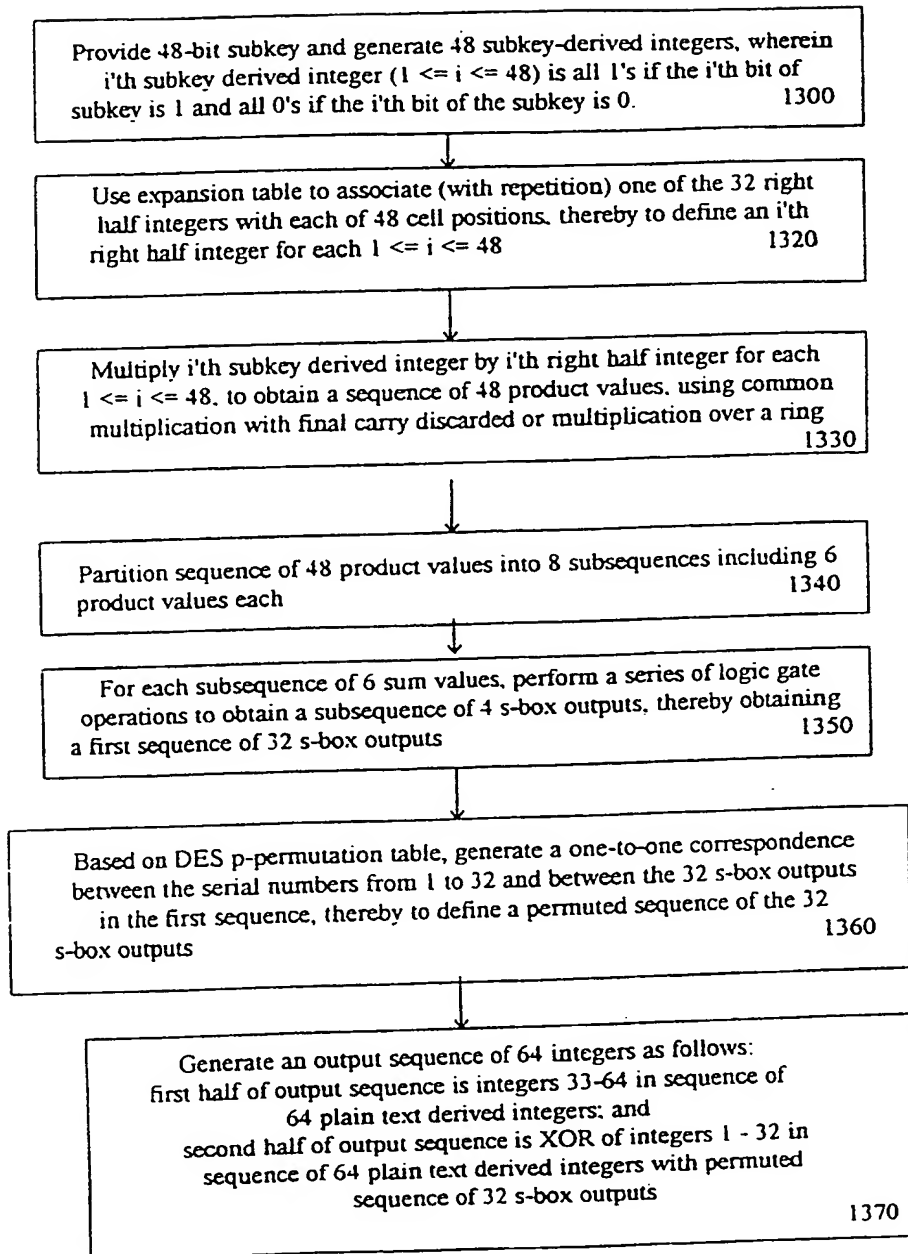 Provide 48-bit subkey and generate 48 subkey-derived integers, wherein
i'th subkey derived integer (1 <= i <= 48) is all 1's if the i'th bit of
subkey is 1 and all 0's if the i'th bit of the subkey is 0.
1300
Use expansion table to associate (with repetition) one of the 32 right
half integers with each of 48 cell positions, thereby to define an i'th
right half integer for each 1 <= i <= 48
1320
Multiply i'th subkey derived integer by i'th right half integer for each
1 <= i <= 48, to obtain a sequence of 48 product values, using common
multiplication with final carry discarded or multiplication over a ring
1330
Partition sequence of 48 product values into 8 subsequences including 6
product values each
1340
For each subsequence of 6 sum values, perform a series of logic gate
operations to obtain a subsequence of 4 s-box outputs, thereby obtaining
a first sequence of 32 s-box outputs
1350
Based on DES p-permutation table, generate a one-to-one correspondence
between the serial numbers from 1 to 32 and between the 32 s-box outputs
in the first sequence, thereby to define a permuted sequence of the 32
s-box outputs
1360
Generate an output sequence of 64 integers as follows:
first half of output sequence is integers 33-64 in sequence of
64 plain text derived integers; and
second half of output sequence is XOR of integers 1 - 32 in
sequence of 64 plain text derived integers with permuted
sequence of 32 s-box outputs
1370